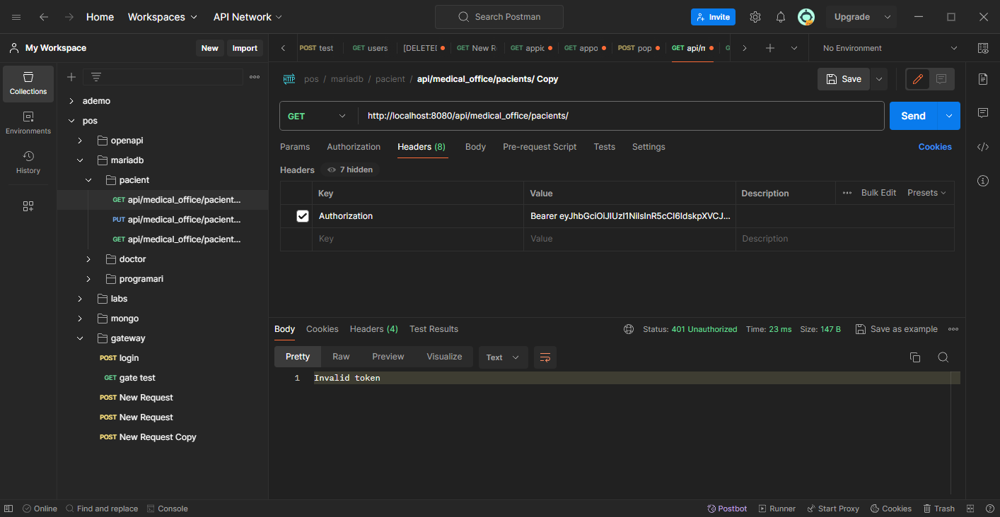 Home Workspaces API Network Search Postman Invite Upgrade
My Workspace New Import
POST test GET users [DELETE] GET New R GET appic GET appo POST pop GET api/m G No Environment
Collections
Environments
History
ademo
pos
openapi
mariadb
pacient
GET api/medical_office/pacient...
PUT api/medical_office/pacient...
GET api/medical_office/pacient...
doctor
programari
labs
mongo
gateway
POST login
GET gate test
POST New Request
POST New Request
POST New Request Copy
HTTP pos / mariadb / pacient / api/medical_office/pacients/ Copy Save
GET http://localhost:8080/api/medical_office/pacients/ Send
Params Authorization Headers (8) Body Pre-request Script Tests Settings Cookies
Headers 7 hidden
Key Value Description Bulk Edit Presets
Authorization Bearer eyJhbGciOiJIUzI1NiIsInR5cCI6IdskpXVCJ...
Key Value Description
Body Cookies Headers (4) Test Results Status: 401 Unauthorized Time: 23 ms Size: 147 B Save as example
Pretty Raw Preview Visualize Text
1 Invalid token
Online Find and replace Console Postbot Runner Start Proxy Cookies Trash